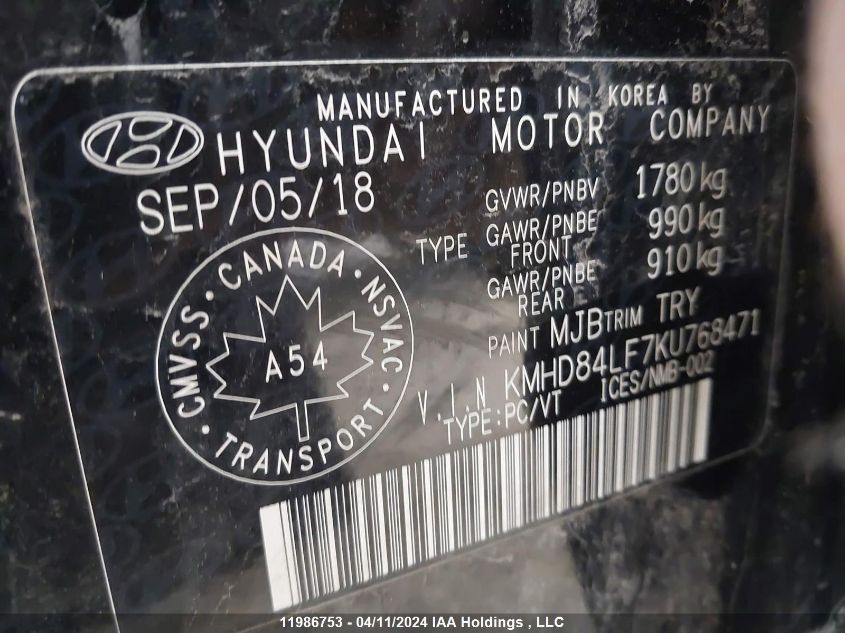 MANUFACTURED IN KOREA BY
HYUNDAI MOTOR COMPANY
SEP/05/18
GVWR/PNBV 1780 kg
TYPE GAWR/PNBE FRONT 990 kg
GAWR/PNBE REAR 910 kg
PAINT MJB TRIM TRY
V.I.N KMHD84LF7KU768471
TYPE:PC/VT ICES/NMB-002
CMVSS · CANADA · NSVAC · TRANSPORT ·
A54
11986753 - 04/11/2024 IAA Holdings , LLC